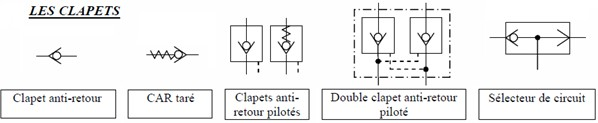 LES CLAPETS
Clapet anti-retour
CAR taré
Clapets anti-
retour pilotés
Double clapet anti-retour
piloté
Sélecteur de circuit